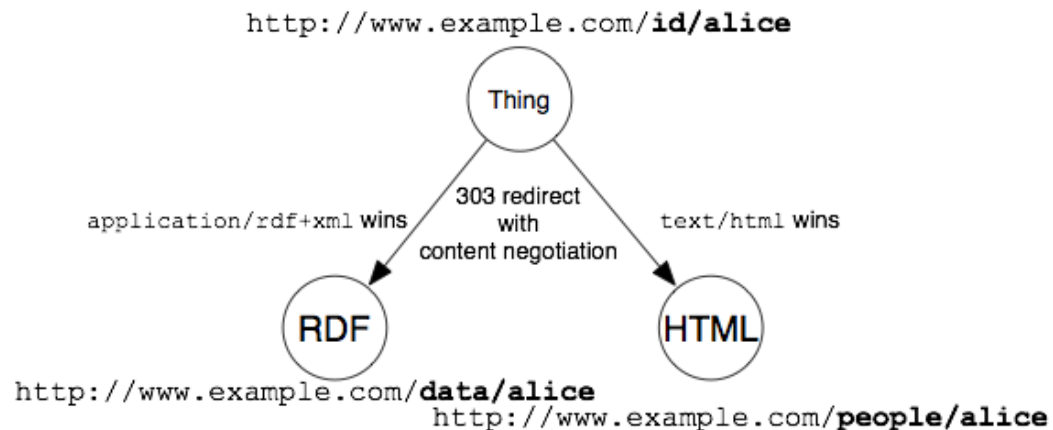 http://www.example.com/id/alice
Thing
303 redirect
with
content negotiation
application/rdf+xml wins
text/html wins
RDF
HTML
http://www.example.com/data/alice
http://www.example.com/people/alice